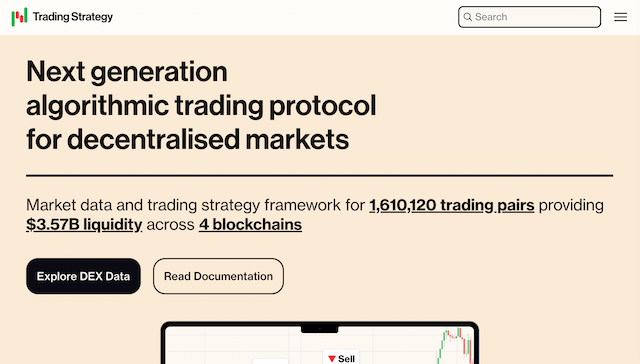 Trading Strategy
Search
Next generation
algorithmic trading protocol
for decentralised markets
Market data and trading strategy framework for 1,610,120 trading pairs providing
$3.57B liquidity across 4 blockchains
Explore DEX Data
Read Documentation
Sell